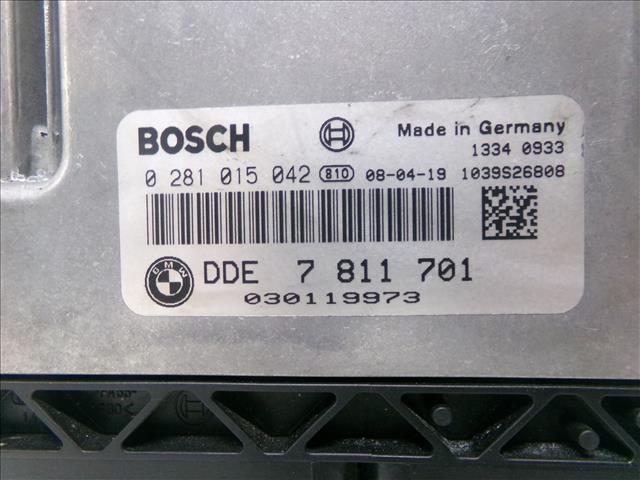 BOSCH
Made in Germany
1334 0933
0 281 015 042 810 08-04-19 1039S26808
BMW
DDE 7 811 701
030119973